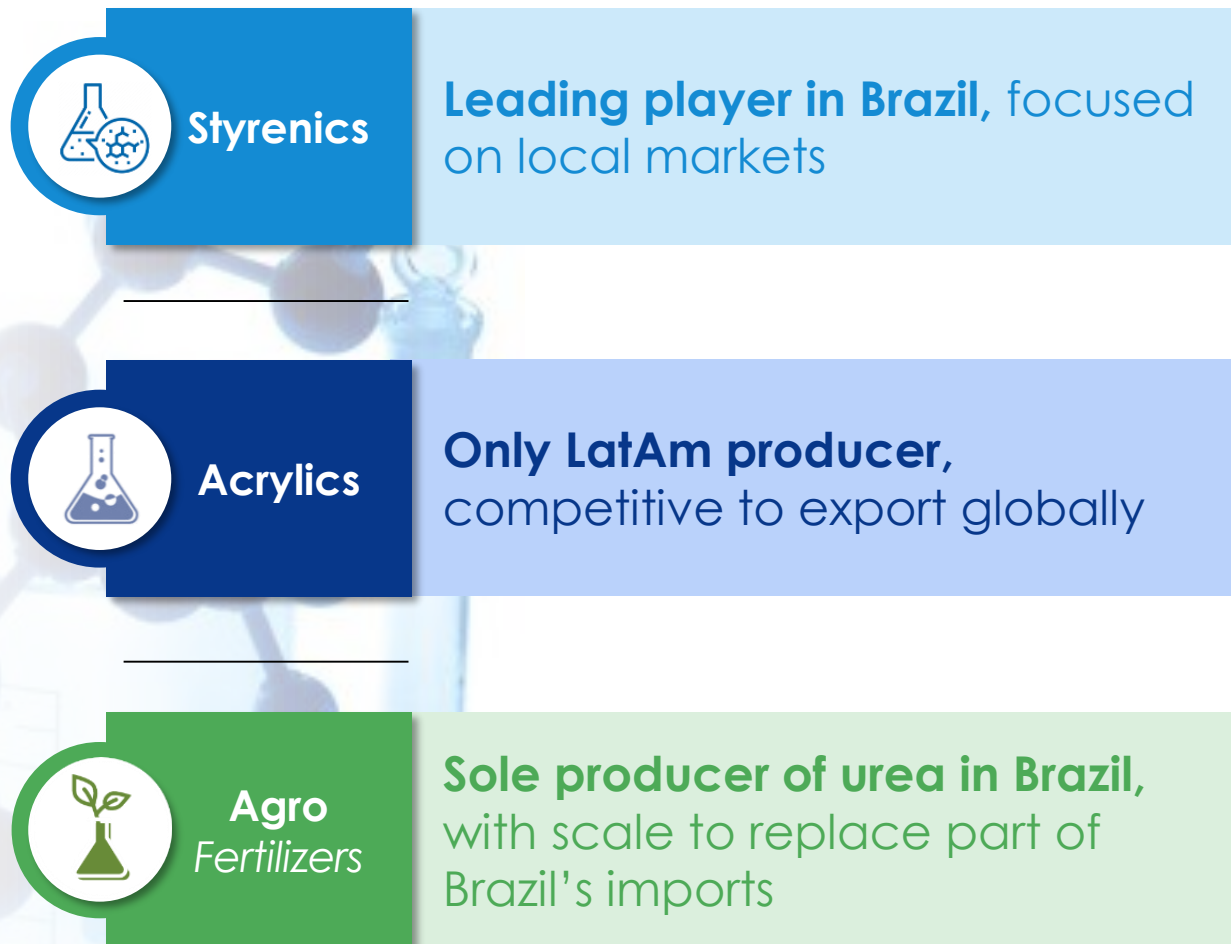 Styrenics
Leading player in Brazil, focused
on local markets
Acrylics
Only LatAm producer,
competitive to export globally
Agro
Fertilizers
Sole producer of urea in Brazil,
with scale to replace part of
Brazil’s imports